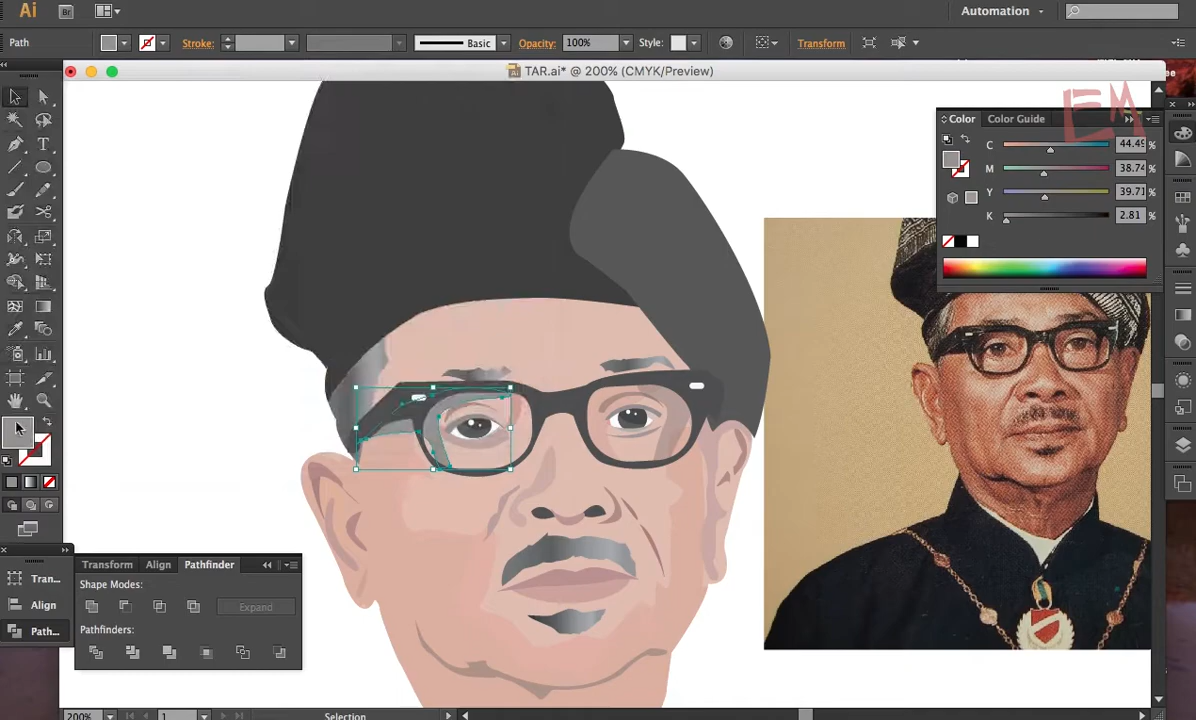 Ai Br Automation
Path Stroke: Basic Opacity: 100% Style: Transform
TAR.ai* @ 200% (CMYK/Preview)
EM
Color Color Guide
C 44.49 %
M 38.74 %
Y 39.71 %
K 2.81 %
Transform Align Pathfinder
Shape Modes:
Expand
Pathfinders:
Tran...
Align
Path...
200% 1 Selection